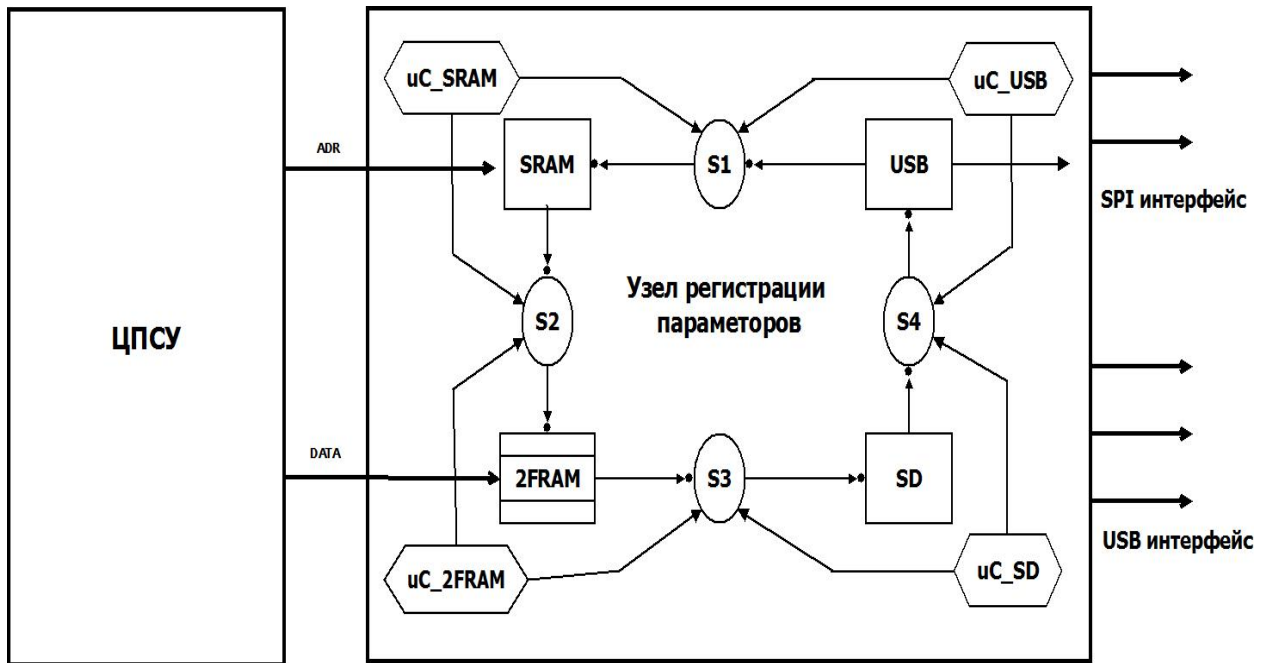 uC_SRAM
uC_USB
ADR
SRAM
S1
USB
SPI интерфейс
Узел регистрации
параметоров
S2
S4
ЦПСУ
DATA
2FRAM
S3
SD
USB интерфейс
uC_2FRAM
uC_SD